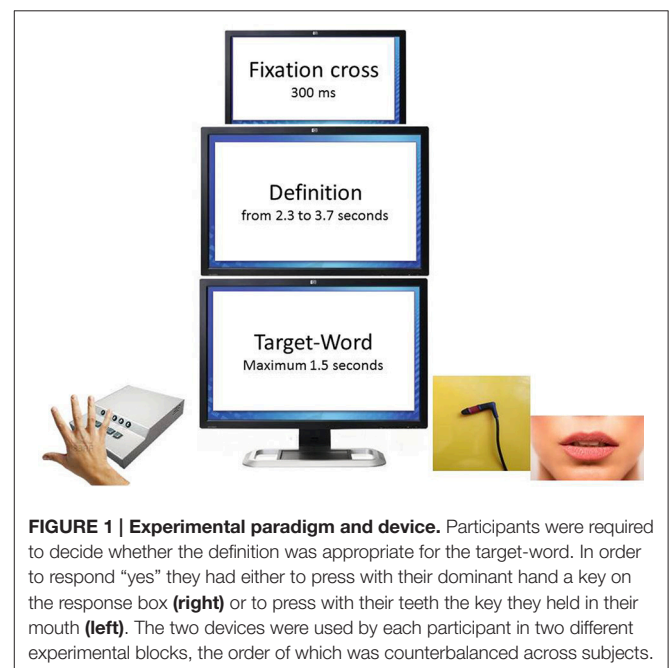 Fixation cross
300 ms
Definition
from 2.3 to 3.7 seconds
Target-Word
Maximum 1.5 seconds
FIGURE 1 | Experimental paradigm and device. Participants were required
to decide whether the definition was appropriate for the target-word. In order
to respond “yes” they had either to press with their dominant hand a key on
the response box (right) or to press with their teeth the key they held in their
mouth (left). The two devices were used by each participant in two different
experimental blocks, the order of which was counterbalanced across subjects.